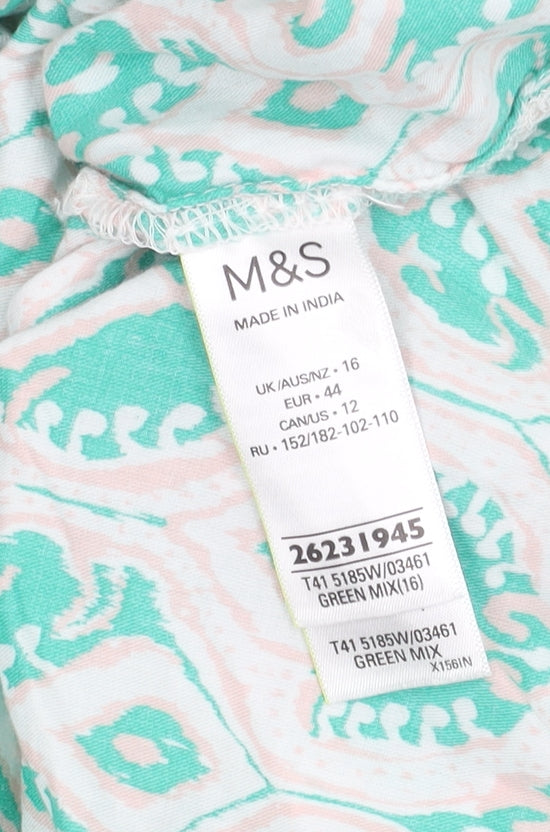 M&S
MADE IN INDIA
UK/AUS/NZ • 16
EUR • 44
CAN/US • 12
RU • 152/182-102-110
26231945
T41 5185W/03461
GREEN MIX(16)
T41 5185W/03461
GREEN MIX
X156IN